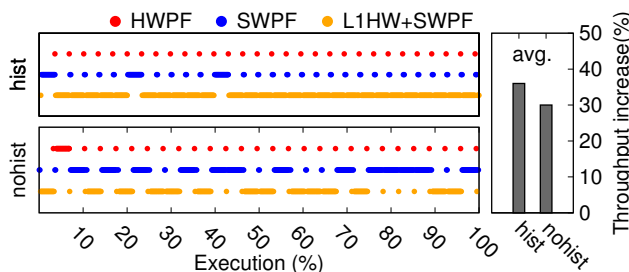 HWPF SWPF L1HW+SWPF
hist
nohist
10 20 30 40 50 60 70 80 90 100
Execution (%)
avg.
hist nohist
50
40
30
20
10
0
Throughput increase(%)